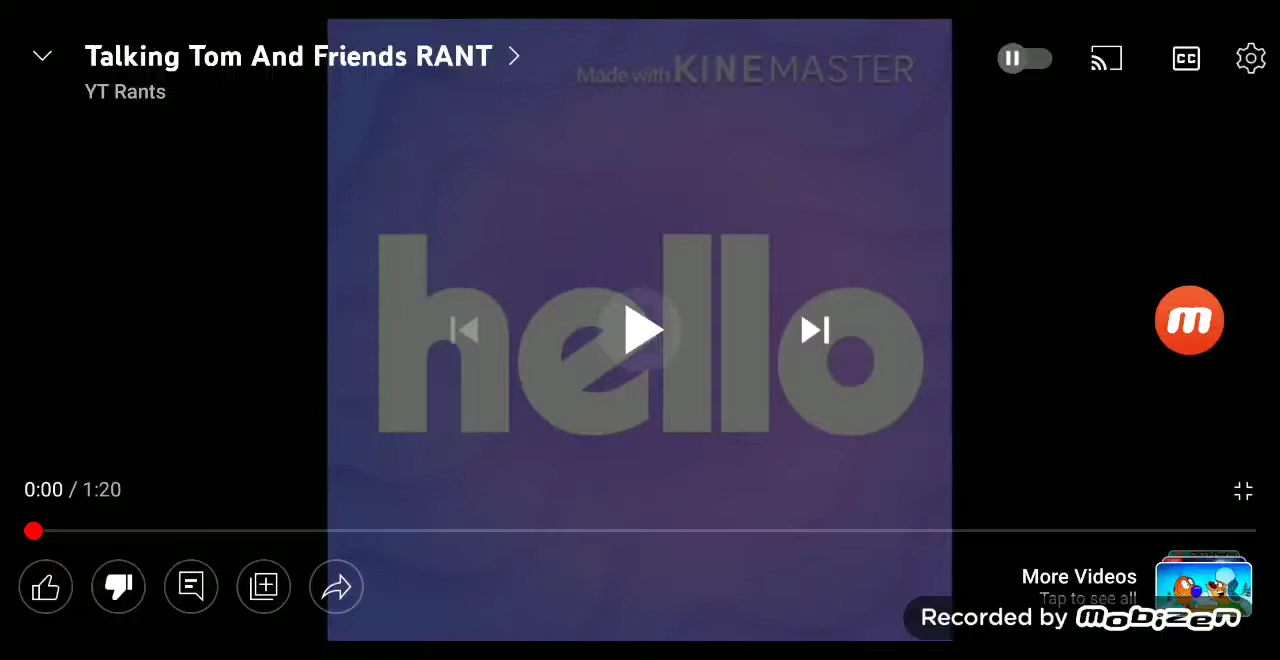 Talking Tom And Friends RANT
YT Rants
Made with KINEMASTER
CC
hello
m
0:00 / 1:20
More Videos
Tap to see all
Recorded by mobizen